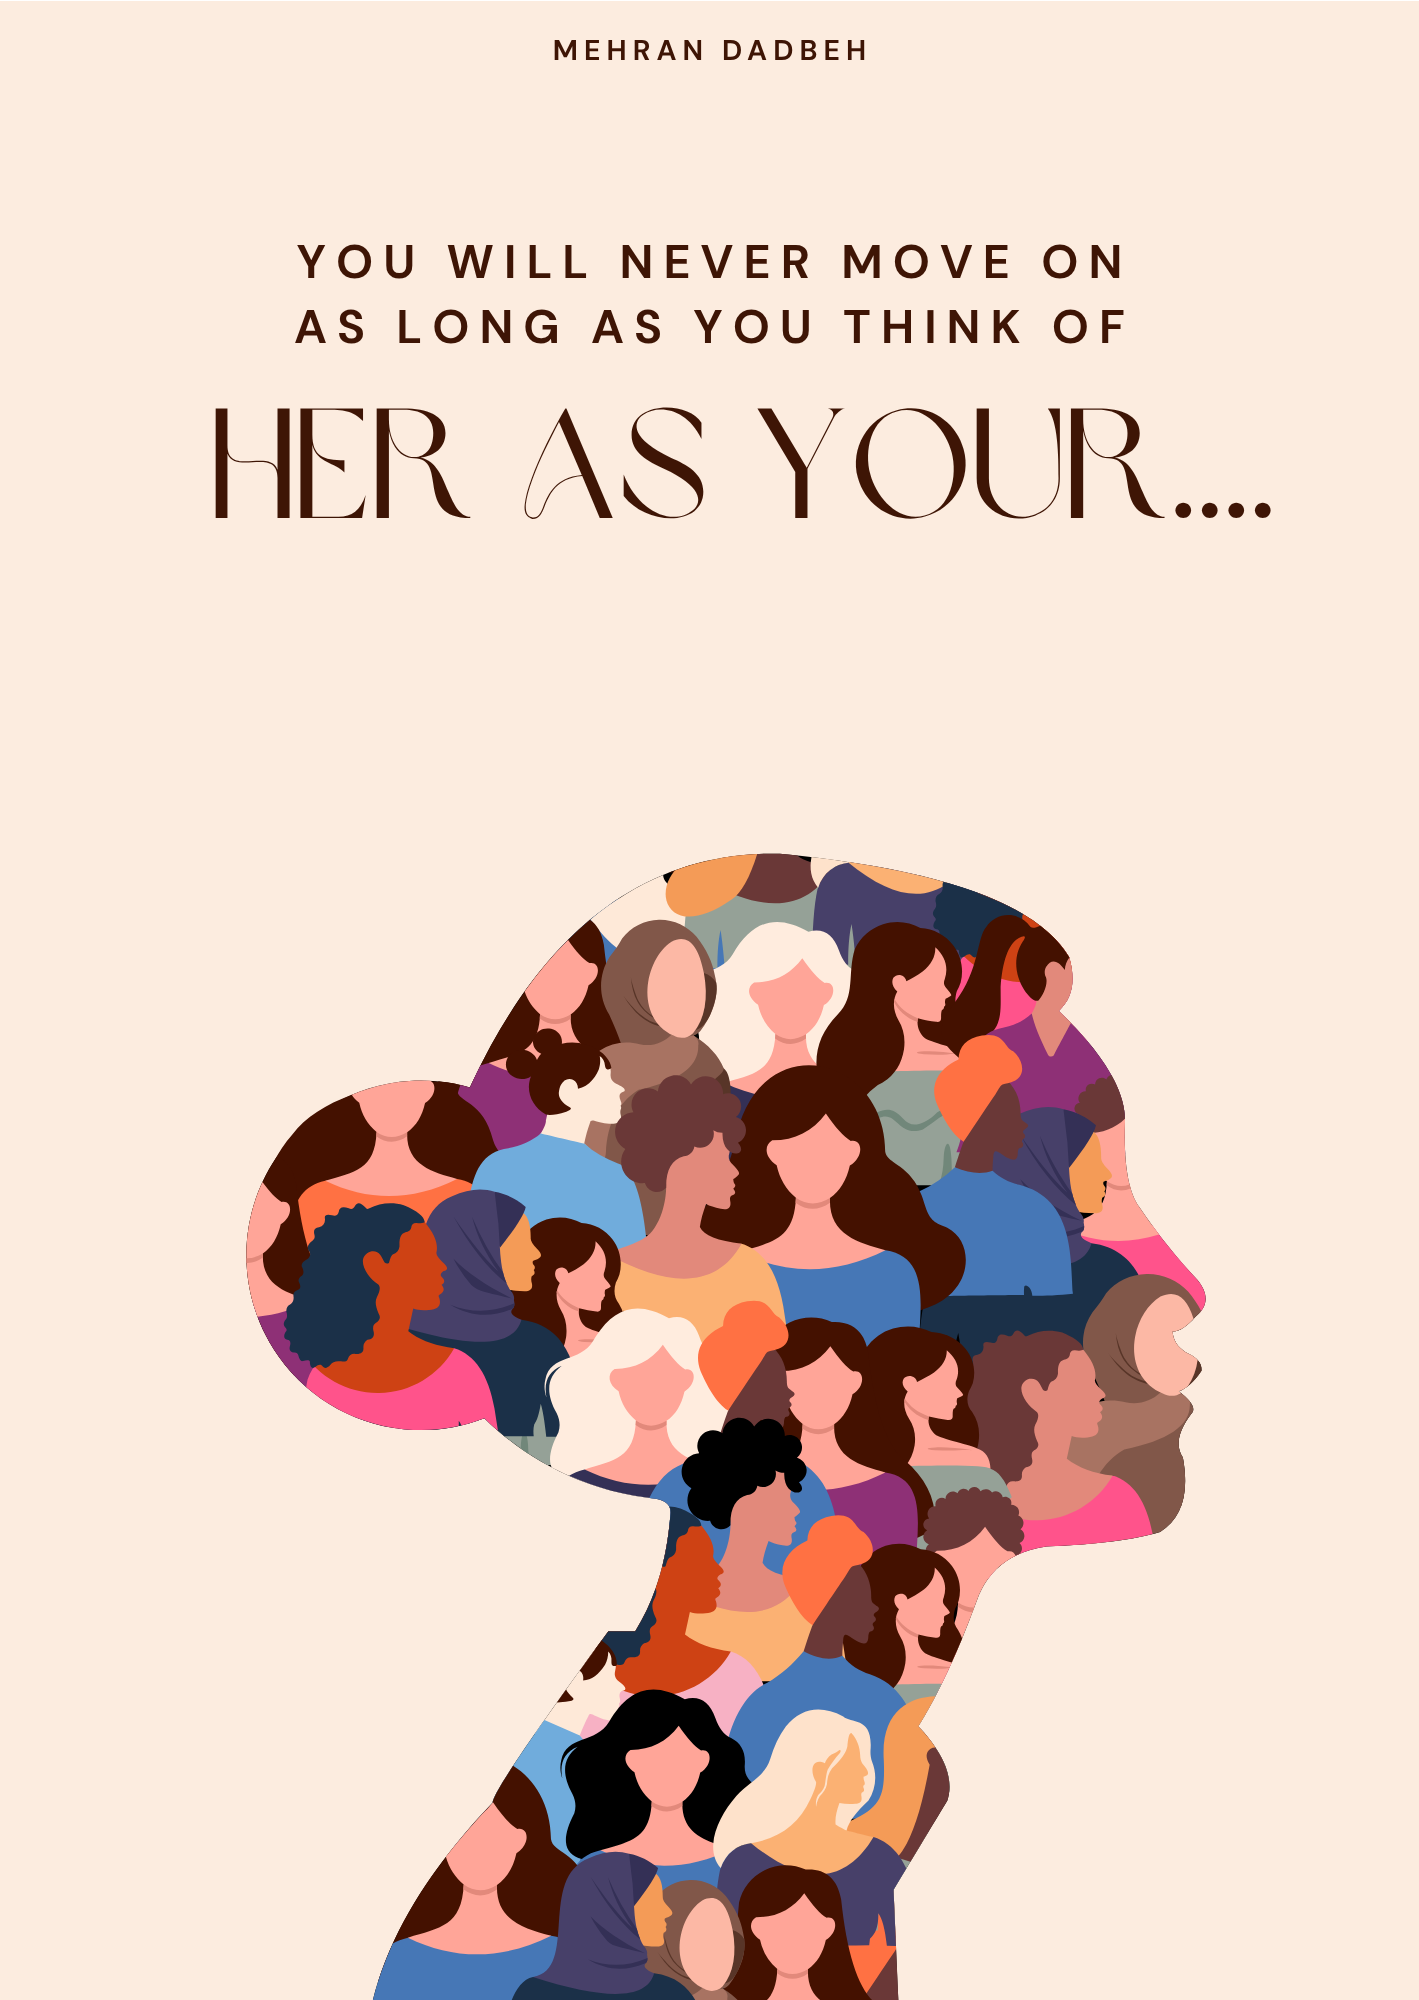 MEHRAN DADBEH
YOU WILL NEVER MOVE ON
AS LONG AS YOU THINK OF
HER AS YOUR....